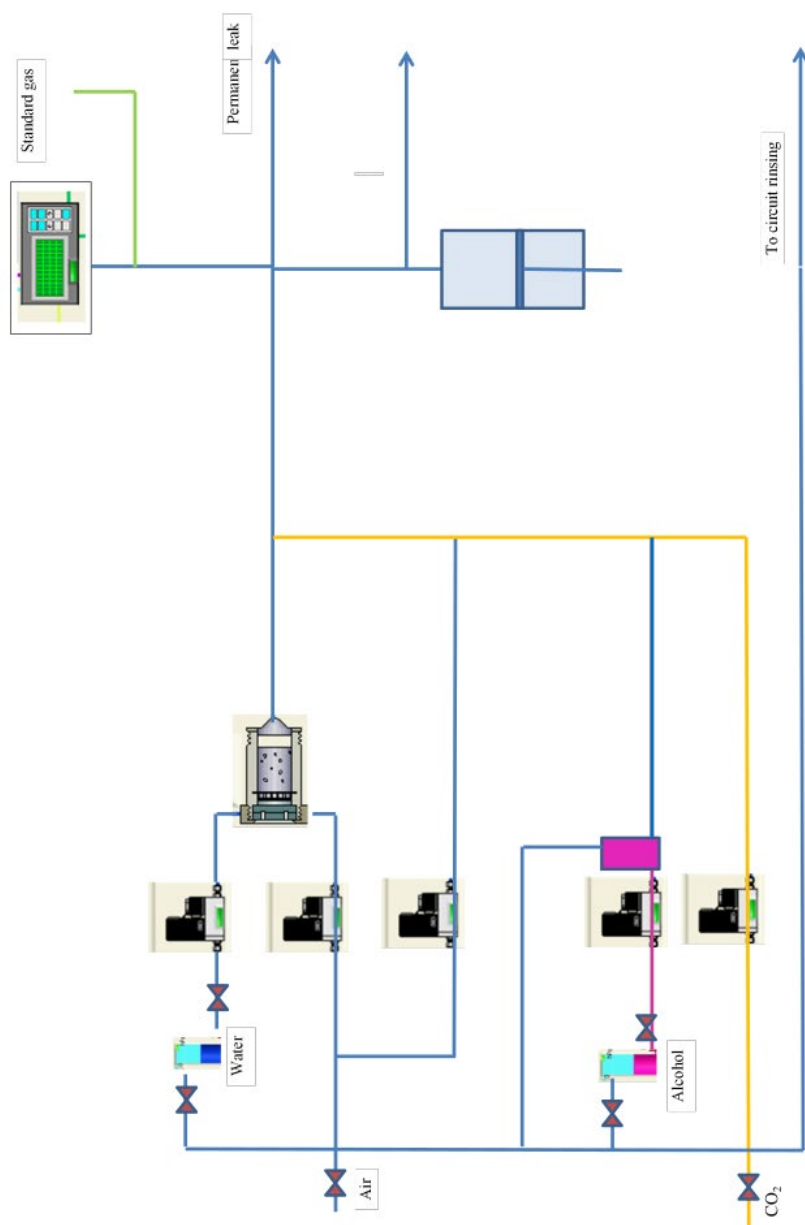 Standard gas
Permanen leak
To circuit rinsing
Water
Air
Alcohol
CO₂